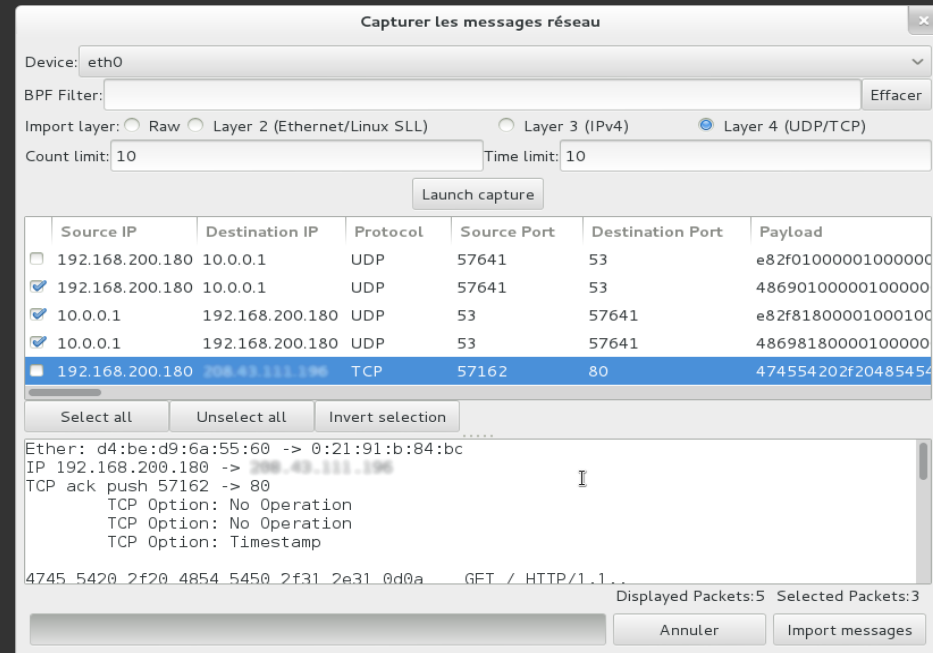 Capturer les messages réseau
Device: eth0
BPF Filter: Effacer
Import layer: Raw Layer 2 (Ethernet/Linux SLL) Layer 3 (IPv4) Layer 4 (UDP/TCP)
Count limit: 10 Time limit: 10
Launch capture
Source IP Destination IP Protocol Source Port Destination Port Payload
192.168.200.180 10.0.0.1 UDP 57641 53 e82f01000001000000
192.168.200.180 10.0.0.1 UDP 57641 53 48690100000100000
10.0.0.1 192.168.200.180 UDP 53 57641 e82f81800001000100
10.0.0.1 192.168.200.180 UDP 53 57641 48698180000100000
192.168.200.180 TCP 57162 80 474554202f20485454
Select all Unselect all Invert selection
Ether: d4:be:d9:6a:55:60 -> 0:21:91:b:84:bc
IP 192.168.200.180 ->
TCP ack push 57162 -> 80
TCP Option: No Operation
TCP Option: No Operation
TCP Option: Timestamp
4745 5420 2f20 4854 5450 2f31 2e31 0d0a GET / HTTP/1.1..
Displayed Packets:5 Selected Packets:3
Annuler Import messages